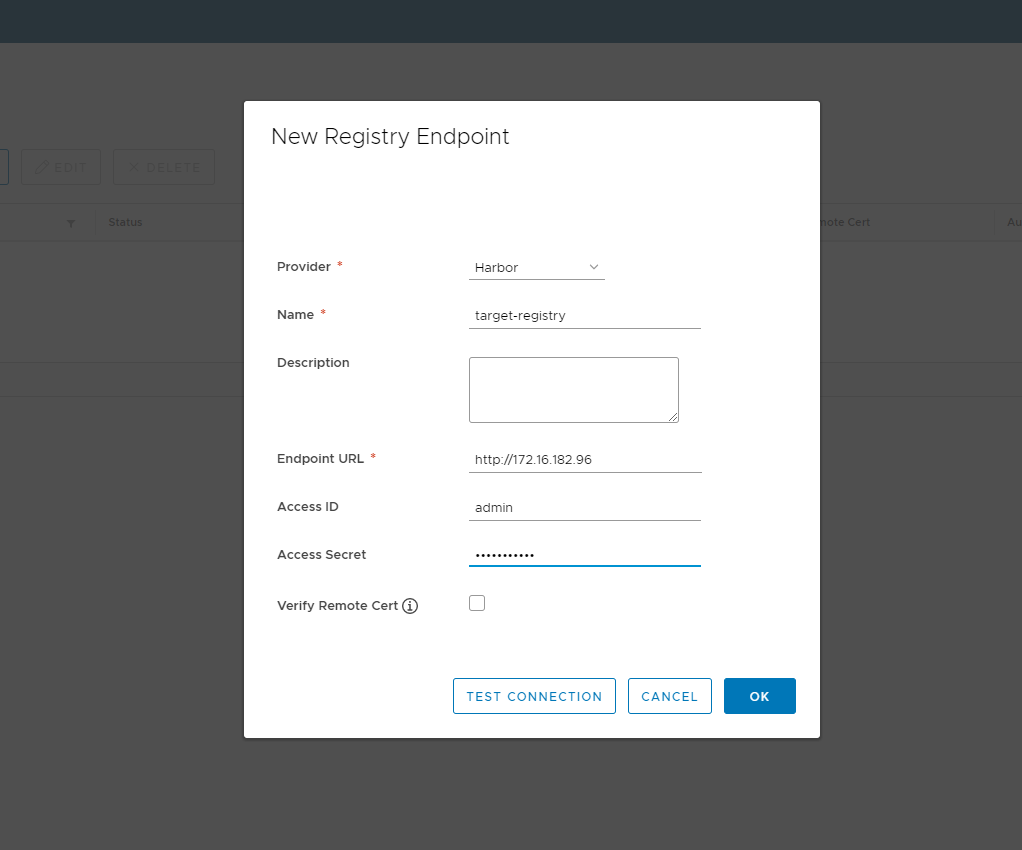 New Registry Endpoint
EDIT
DELETE
Status
mote Cert
Au
Provider *
Harbor
Name *
target-registry
Description
Endpoint URL *
http://172.16.182.96
Access ID
admin
Access Secret
•••••••••••
Verify Remote Cert
TEST CONNECTION
CANCEL
OK